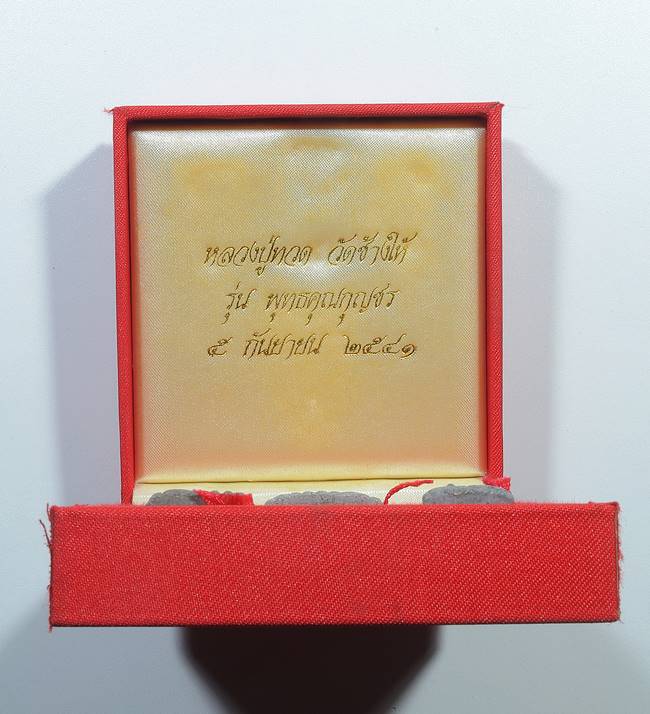 หลวงปู่ทวด วัดช้างให้
รุ่น พุทธคุณกุญชร
๕ กันยายน ๒๕๔๑